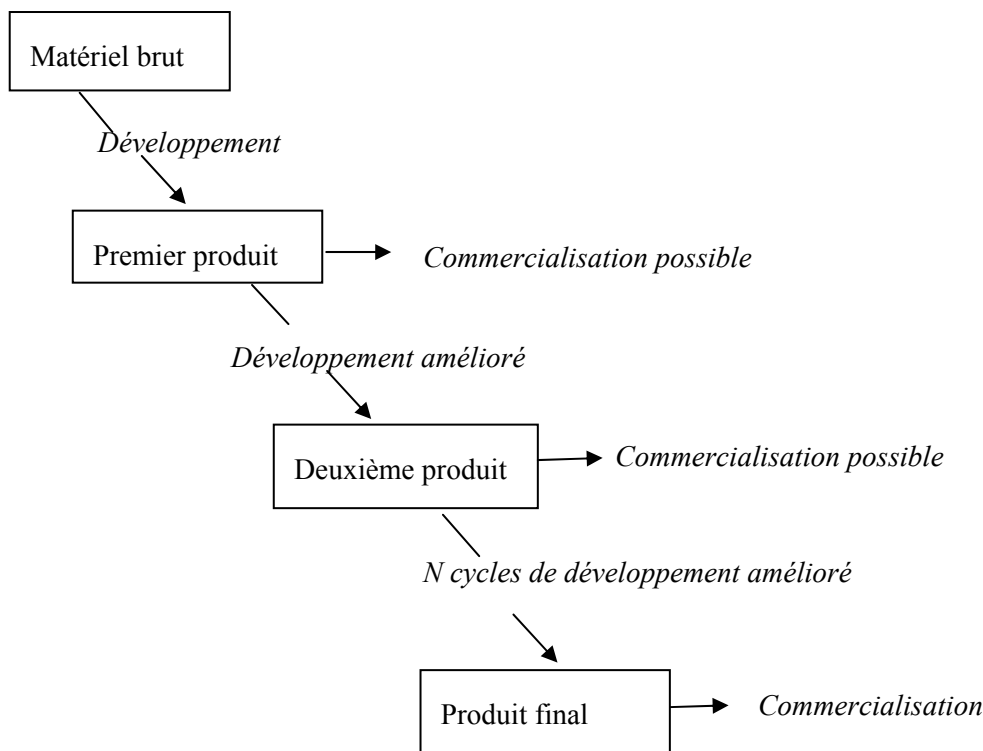 Matériel brut
Développement
Premier produit
Commercialisation possible
Développement amélioré
Deuxième produit
Commercialisation possible
N cycles de développement amélioré
Produit final
Commercialisation